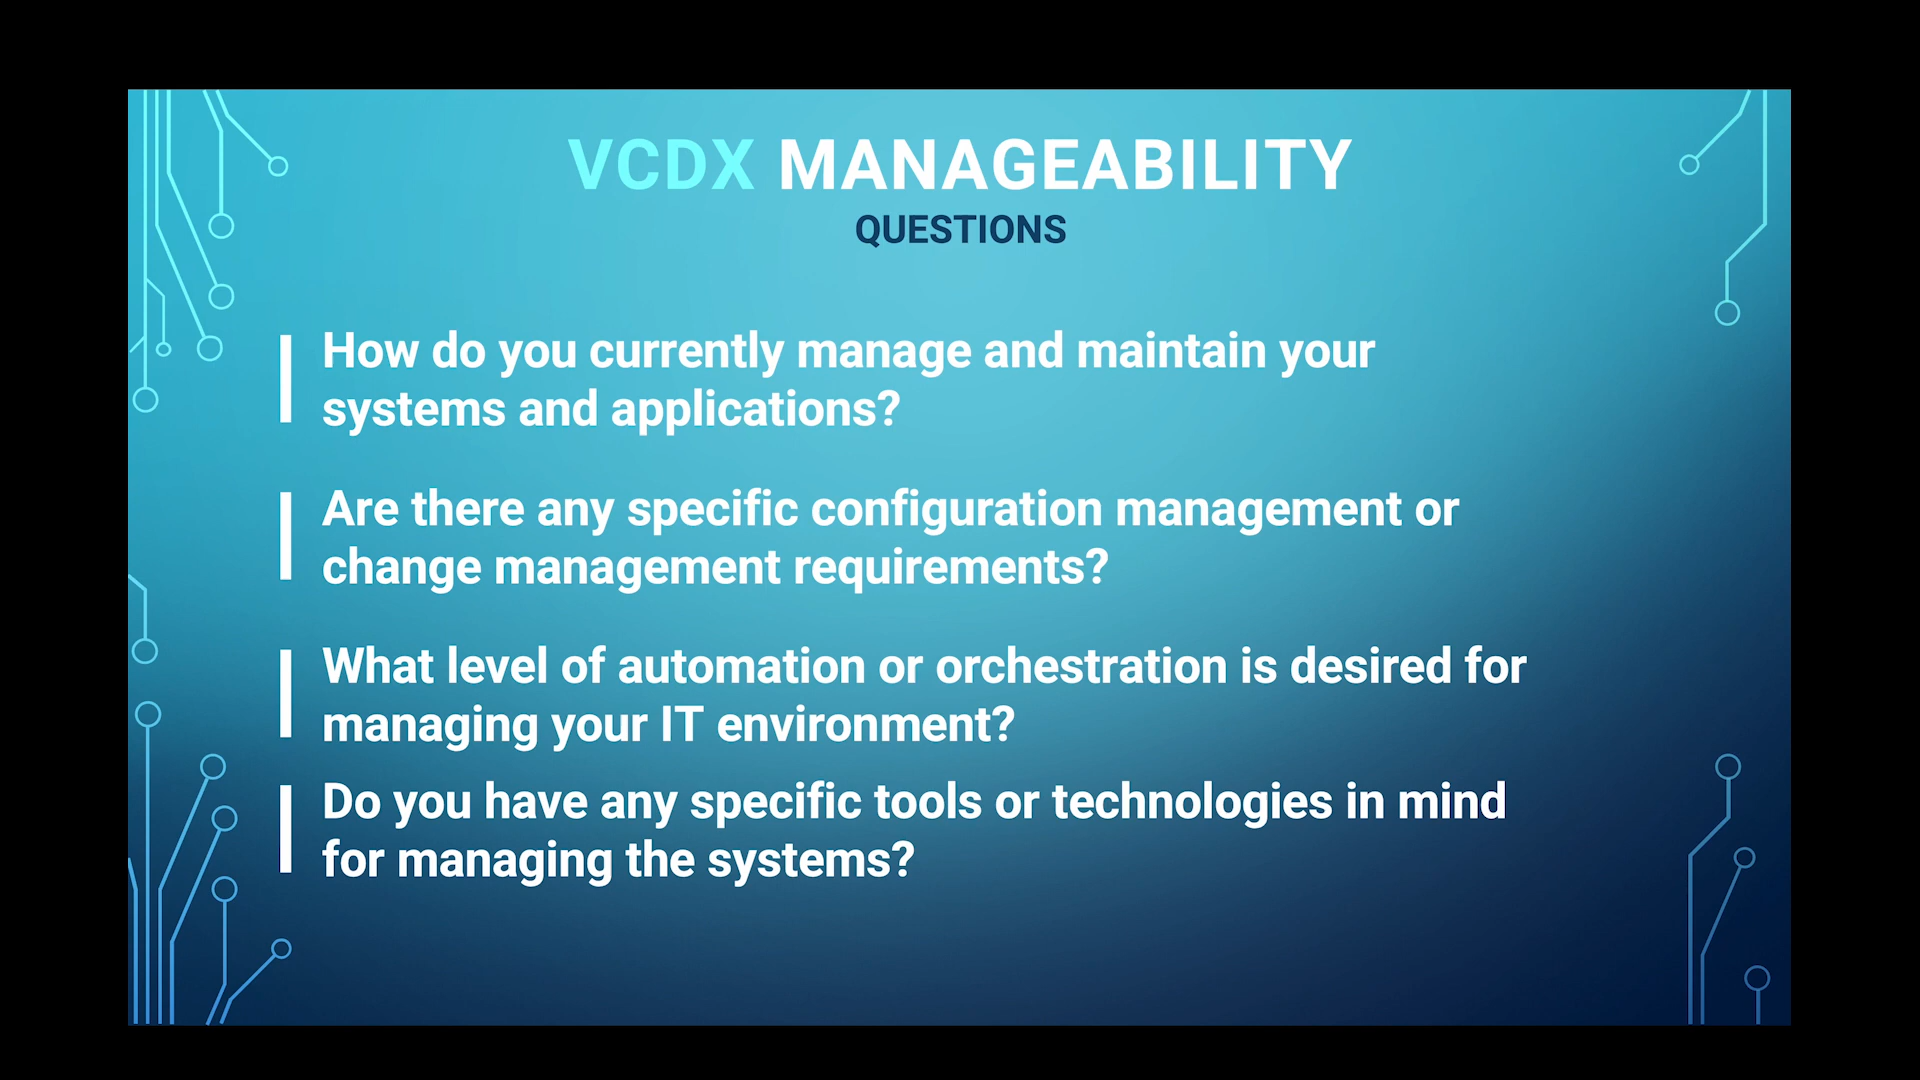 VCDX MANAGEABILITY
QUESTIONS
How do you currently manage and maintain your
systems and applications?
Are there any specific configuration management or
change management requirements?
What level of automation or orchestration is desired for
managing your IT environment?
Do you have any specific tools or technologies in mind
for managing the systems?